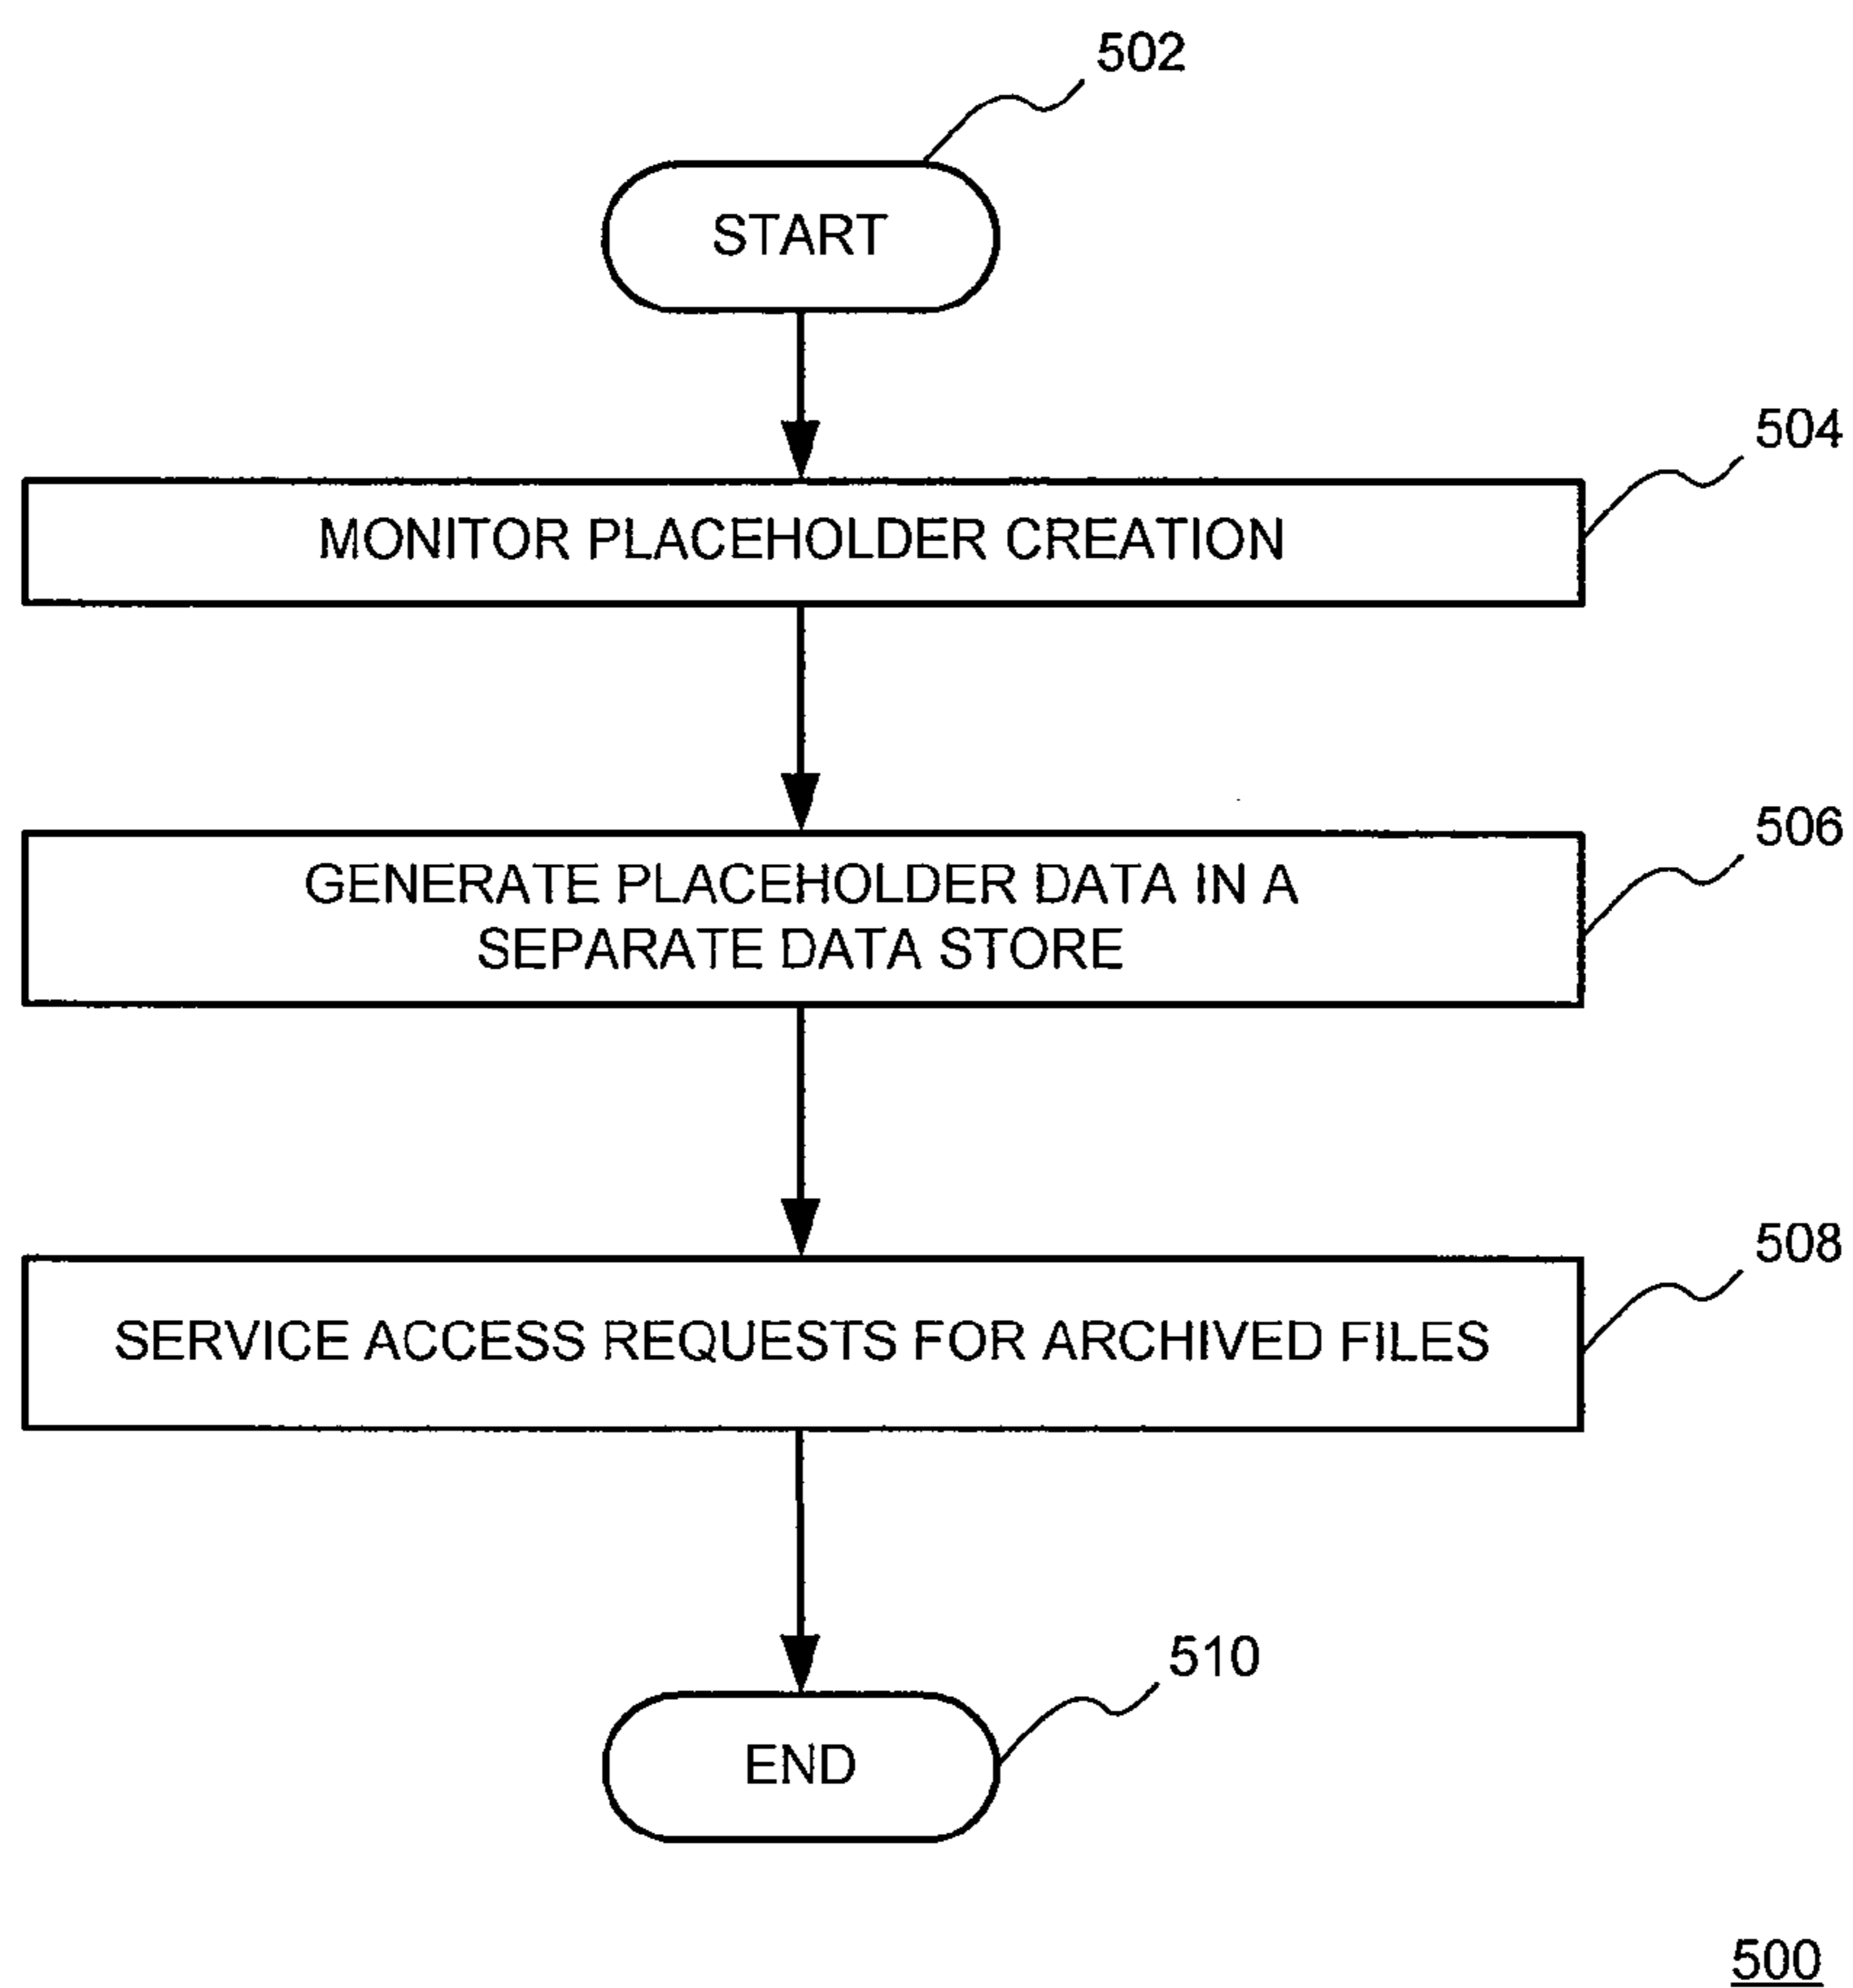 502
START
504
MONITOR PLACEHOLDER CREATION
506
GENERATE PLACEHOLDER DATA IN A
SEPARATE DATA STORE
508
SERVICE ACCESS REQUESTS FOR ARCHIVED FILES
510
END
500